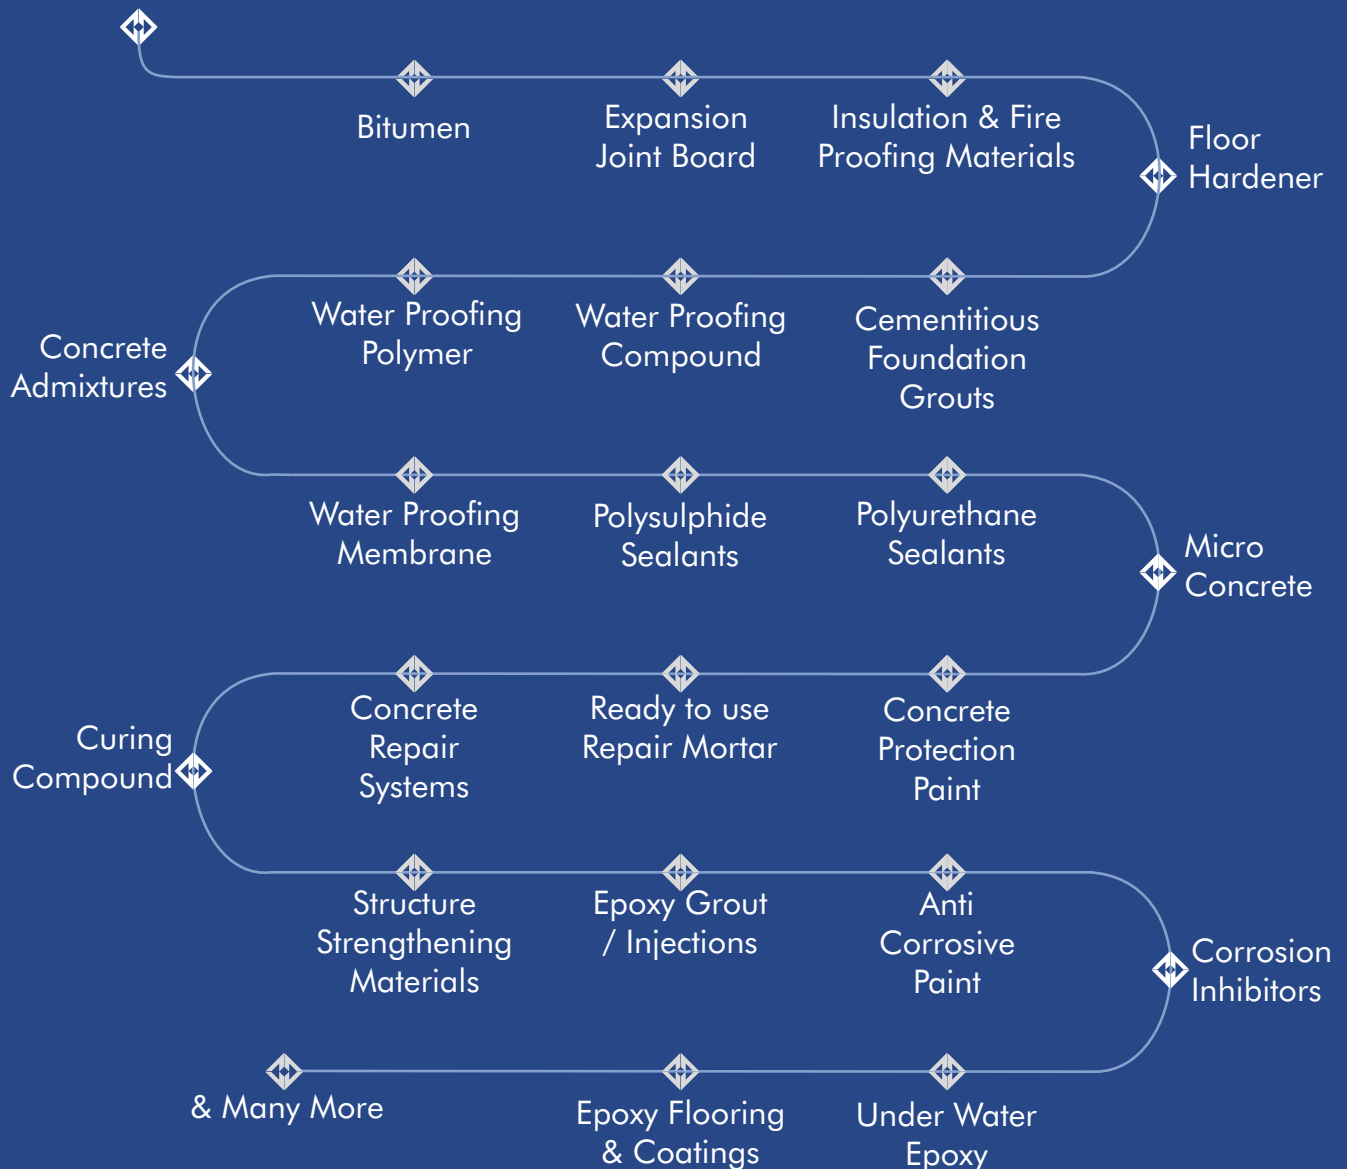 Bitumen
Expansion
Joint Board
Insulation & Fire
Proofing Materials
Floor
Hardener
Cementitious
Foundation
Grouts
Water Proofing
Compound
Water Proofing
Polymer
Concrete
Admixtures
Water Proofing
Membrane
Polysulphide
Sealants
Polyurethane
Sealants
Micro
Concrete
Concrete
Protection
Paint
Ready to use
Repair Mortar
Concrete
Repair
Systems
Curing
Compound
Structure
Strengthening
Materials
Epoxy Grout
/ Injections
Anti
Corrosive
Paint
Corrosion
Inhibitors
Under Water
Epoxy
Epoxy Flooring
& Coatings
& Many More